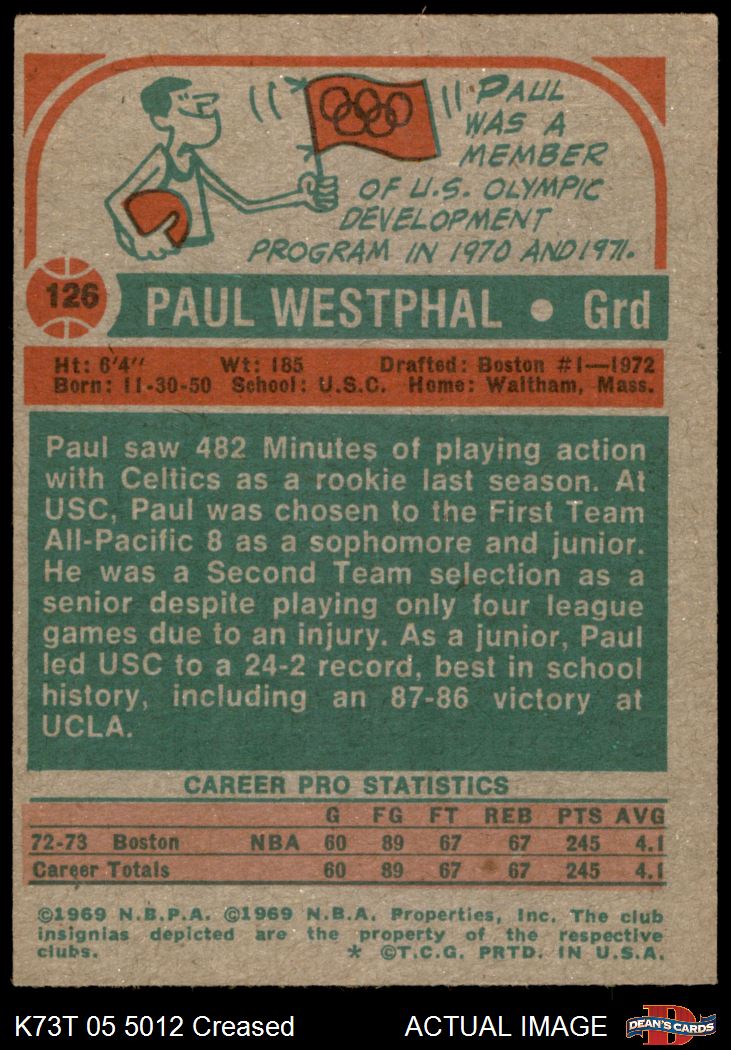 PAUL
WAS A
MEMBER
OF U.S. OLYMPIC
DEVELOPMENT
PROGRAM IN 1970 AND 1971.
126
PAUL WESTPHAL • Grd
Ht: 6'4" Wt: 185 Drafted: Boston #1—1972
Born: 11-30-50 School: U.S.C. Home: Waltham, Mass.
Paul saw 482 Minutes of playing action
with Celtics as a rookie last season. At
USC, Paul was chosen to the First Team
All-Pacific 8 as a sophomore and junior.
He was a Second Team selection as a
senior despite playing only four league
games due to an injury. As a junior, Paul
led USC to a 24-2 record, best in school
history, including an 87-86 victory at
UCLA.
CAREER PRO STATISTICS
G FG FT REB PTS AVG
72-73 Boston NBA 60 89 67 67 245 4.1
Career Totals 60 89 67 67 245 4.1
©1969 N.B.P.A. ©1969 N.B.A. Properties, Inc. The club
insignias depicted are the property of the respective
clubs. * ©T.C.G. PRTD. IN U.S.A.
K73T 05 5012 Creased ACTUAL IMAGE
D
DEAN'S CARDS